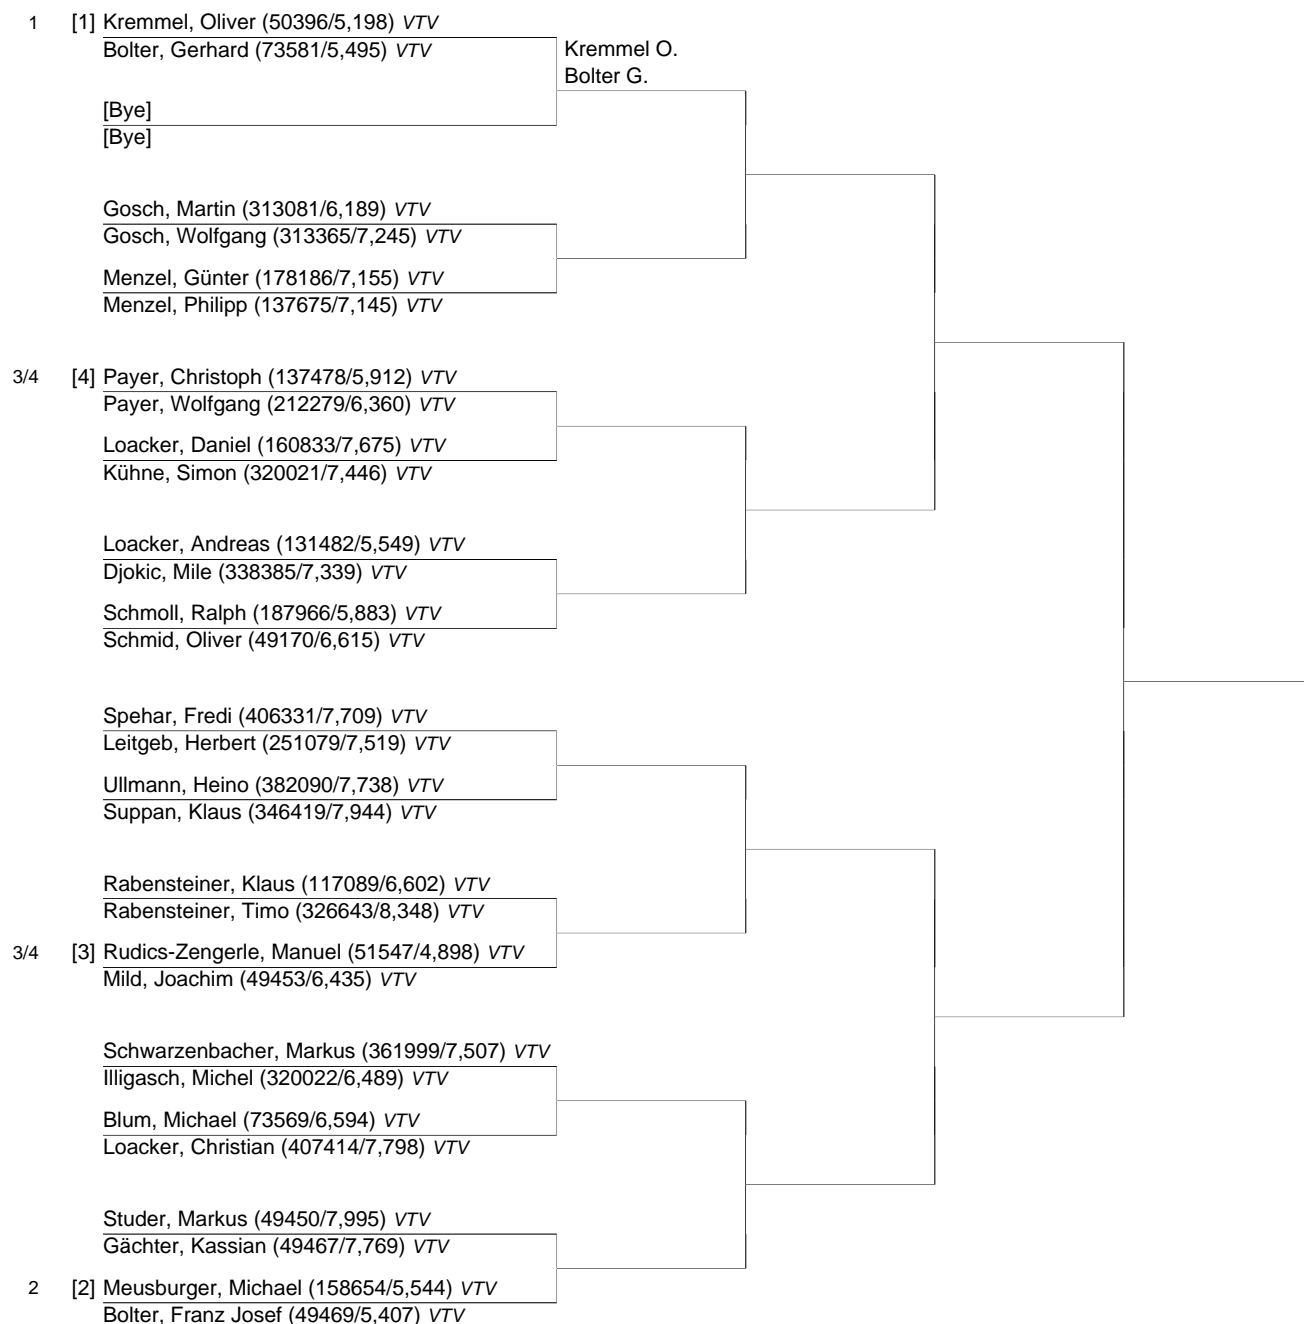 1 [1] Kremmel, Oliver (50396/5,198) VTV
Bolter, Gerhard (73581/5,495) VTV
Kremmel O.
Bolter G.
[Bye]
[Bye]
Gosch, Martin (313081/6,189) VTV
Gosch, Wolfgang (313365/7,245) VTV
Menzel, Günter (178186/7,155) VTV
Menzel, Philipp (137675/7,145) VTV
3/4 [4] Payer, Christoph (137478/5,912) VTV
Payer, Wolfgang (212279/6,360) VTV
Loacker, Daniel (160833/7,675) VTV
Kühne, Simon (320021/7,446) VTV
Loacker, Andreas (131482/5,549) VTV
Djokic, Mile (338385/7,339) VTV
Schmoll, Ralph (187966/5,883) VTV
Schmid, Oliver (49170/6,615) VTV
Spehar, Fredi (406331/7,709) VTV
Leitgeb, Herbert (251079/7,519) VTV
Ullmann, Heino (382090/7,738) VTV
Suppan, Klaus (346419/7,944) VTV
Rabensteiner, Klaus (117089/6,602) VTV
Rabensteiner, Timo (326643/8,348) VTV
3/4 [3] Rudics-Zengerle, Manuel (51547/4,898) VTV
Mild, Joachim (49453/6,435) VTV
Schwarzenbacher, Markus (361999/7,507) VTV
Illigasch, Michel (320022/6,489) VTV
Blum, Michael (73569/6,594) VTV
Loacker, Christian (407414/7,798) VTV
Studer, Markus (49450/7,995) VTV
Gächter, Kassian (49467/7,769) VTV
2 [2] Meusburger, Michael (158654/5,544) VTV
Bolter, Franz Josef (49469/5,407) VTV